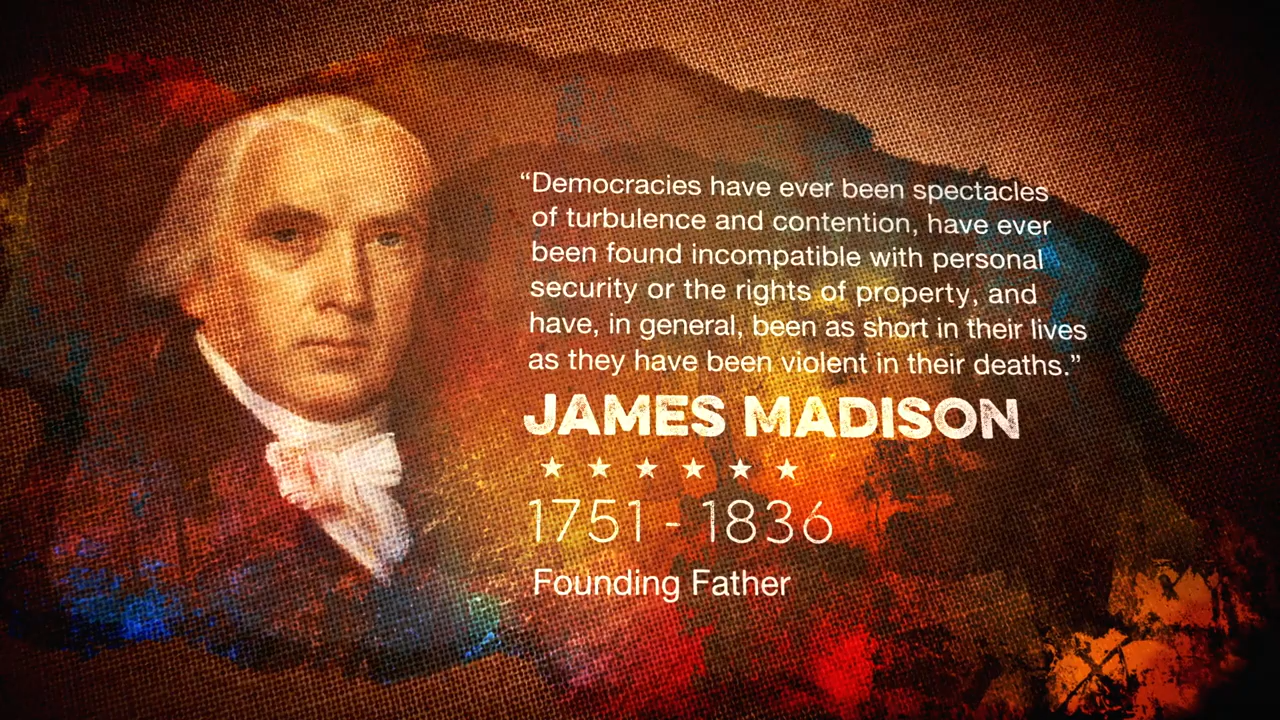 “Democracies have ever been spectacles
of turbulence and contention, have ever
been found incompatible with personal
security or the rights of property, and
have, in general, been as short in their lives
as they have been violent in their deaths.”
JAMES MADISON
★ ★ ★ ★ ★ ★
1751 - 1836
Founding Father